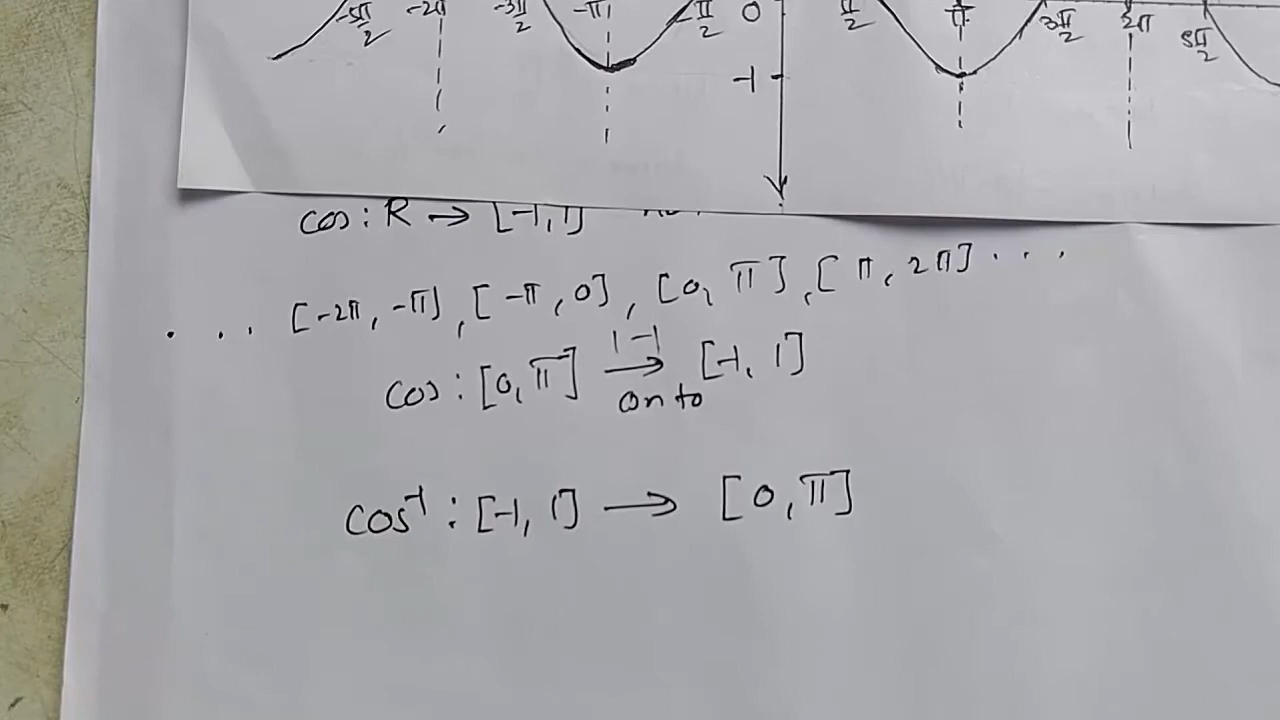 -5π/2 -2π -3π/2 -π -π/2 0 π/2 π 3π/2 2π 5π/2
-1
cos : R → [-1, 1]
. . . [-2π, -π], [-π, 0], [0, π], [π, 2π] . . .
cos : [0, π] 1-1 → onto [-1, 1]
cos⁻¹ : [-1, 1] → [0, π]